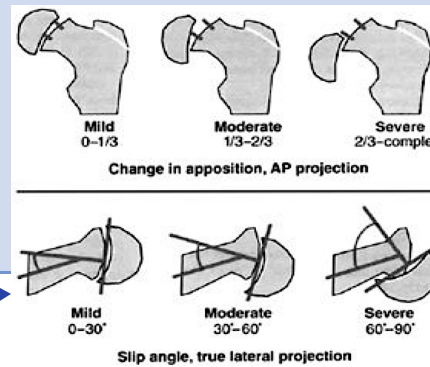 Mild Moderate Severe
0–1/3 1/3–2/3 2/3–comple
Change in apposition, AP projection
Mild Moderate Severe
0–30° 30°–60° 60°–90°
Slip angle, true lateral projection